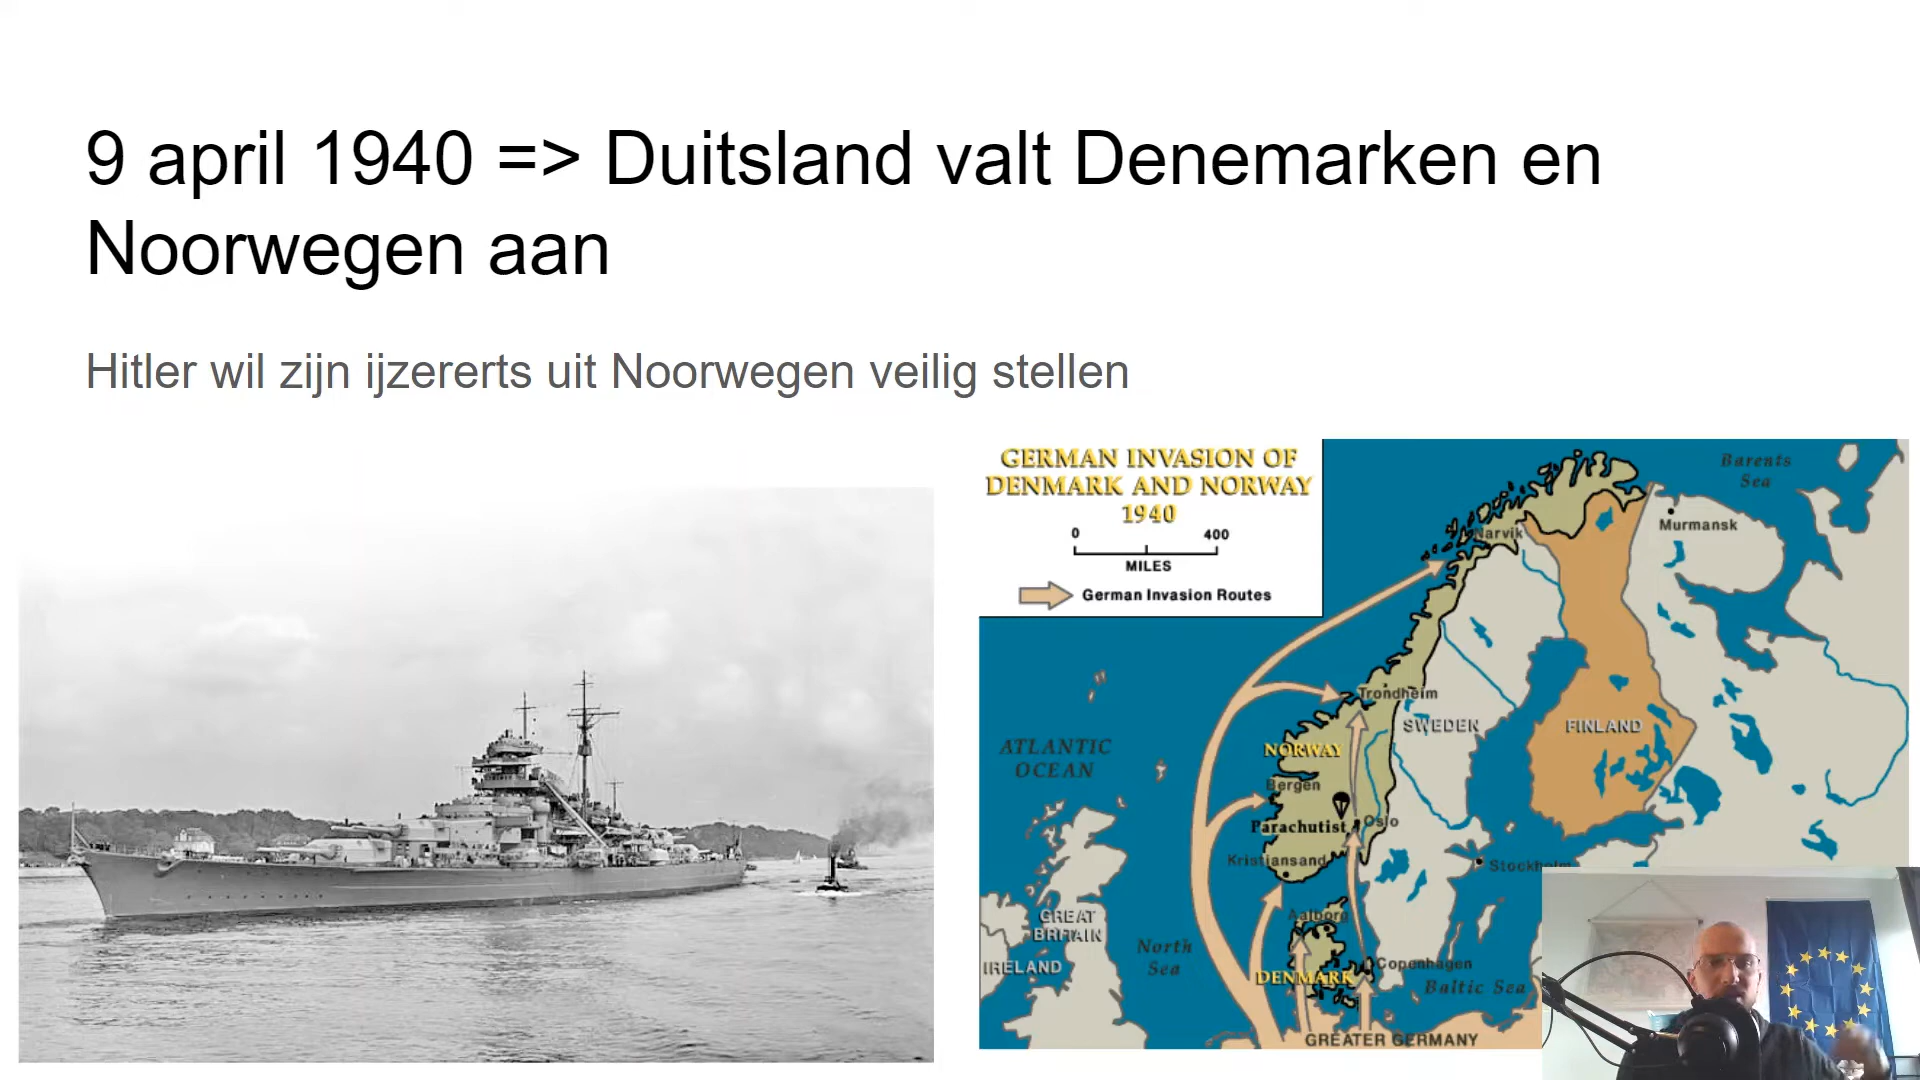 9 april 1940 => Duitsland valt Denemarken en
Noorwegen aan
Hitler wil zijn ijzererts uit Noorwegen veilig stellen
GERMAN INVASION OF
DENMARK AND NORWAY
1940
0 400
MILES
German Invasion Routes
Barents
Sea
Murmansk
Narvik
Trondheim
SWEDEN
FINLAND
ATLANTIC
OCEAN
NORWAY
Bergen
Parachutist
Oslo
Kristiansand
Aalborg
GREAT
BRITAIN
IRELAND
North
Sea
DENMARK
Copenhagen
Baltic Sea
GREATER GERMANY